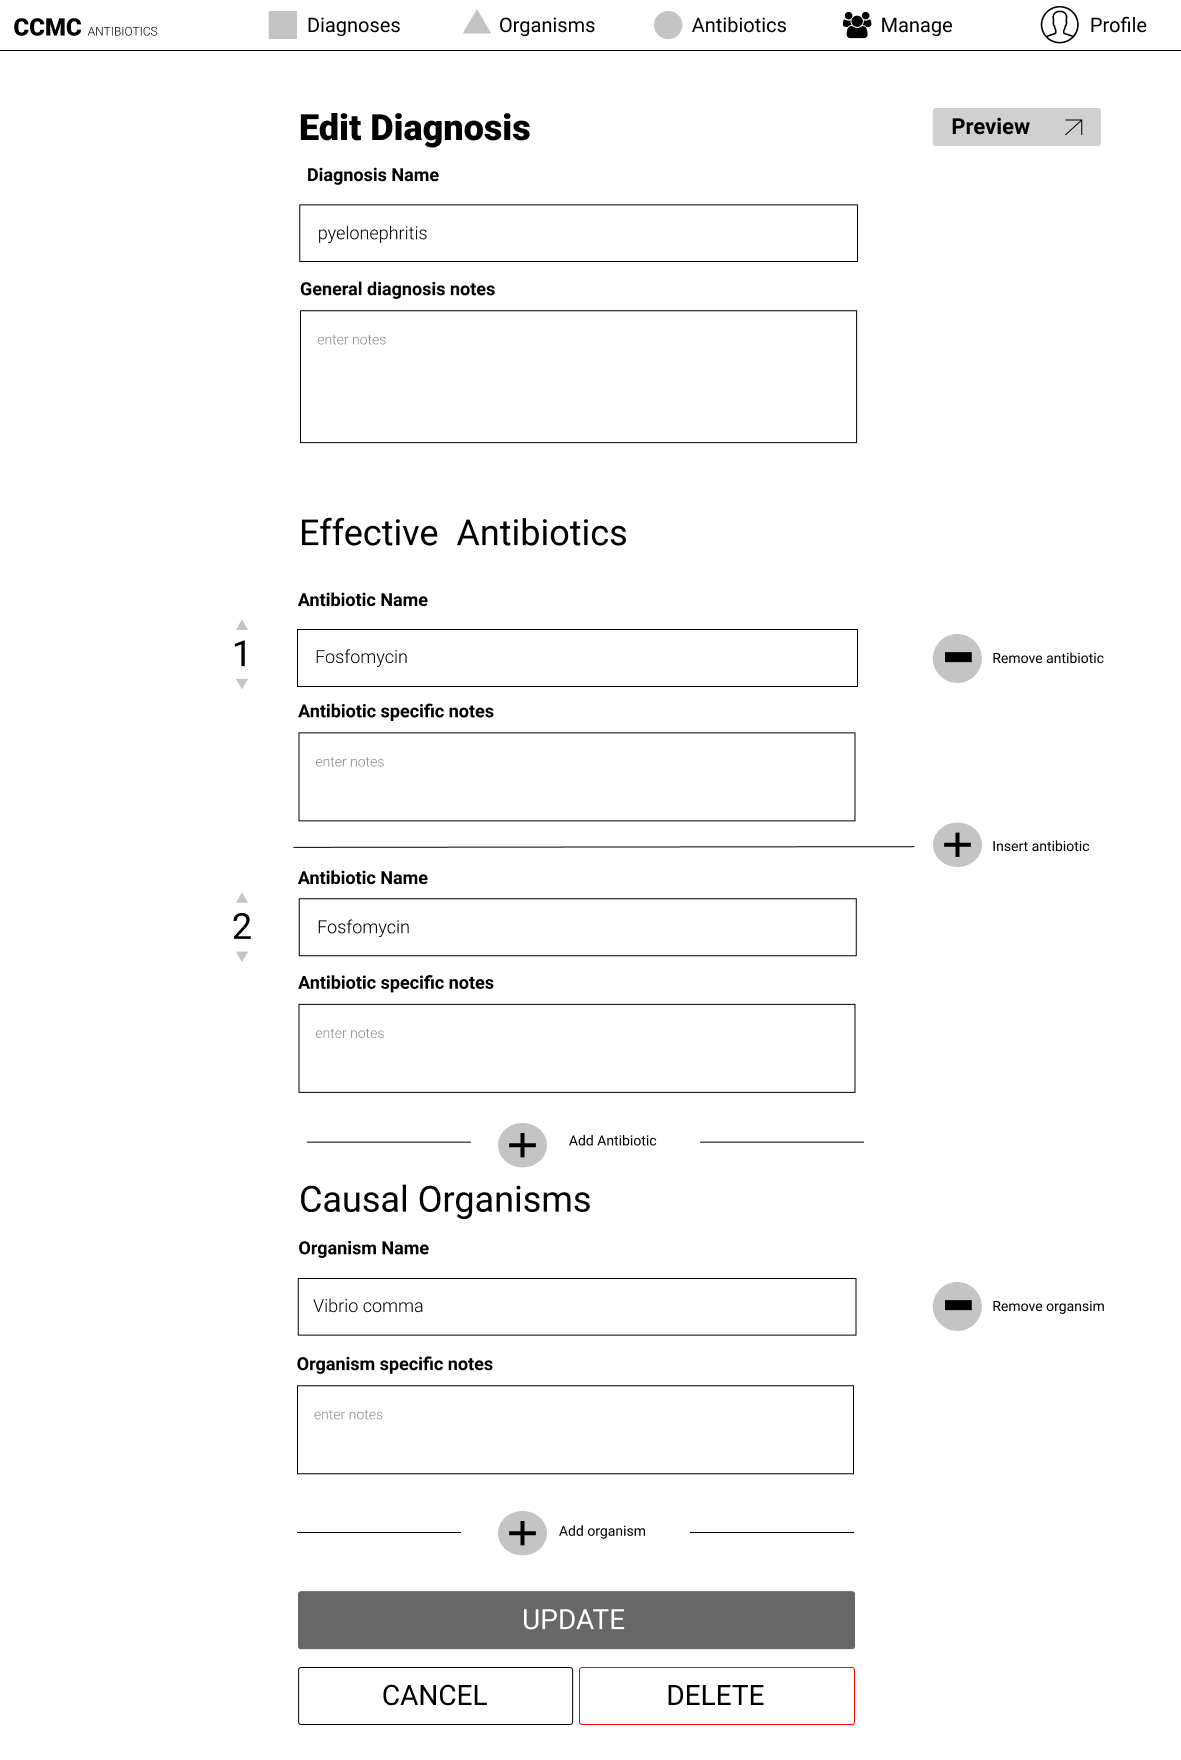 CCMC ANTIBIOTICS Diagnoses Organisms Antibiotics Manage Profile
Edit Diagnosis
Preview
Diagnosis Name
pyelonephritis
General diagnosis notes
enter notes
Effective Antibiotics
Antibiotic Name
1
Fosfomycin
Remove antibiotic
Antibiotic specific notes
enter notes
Insert antibiotic
Antibiotic Name
2
Fosfomycin
Antibiotic specific notes
enter notes
Add Antibiotic
Causal Organisms
Organism Name
Vibrio comma
Remove organsim
Organism specific notes
enter notes
Add organism
UPDATE
CANCEL
DELETE